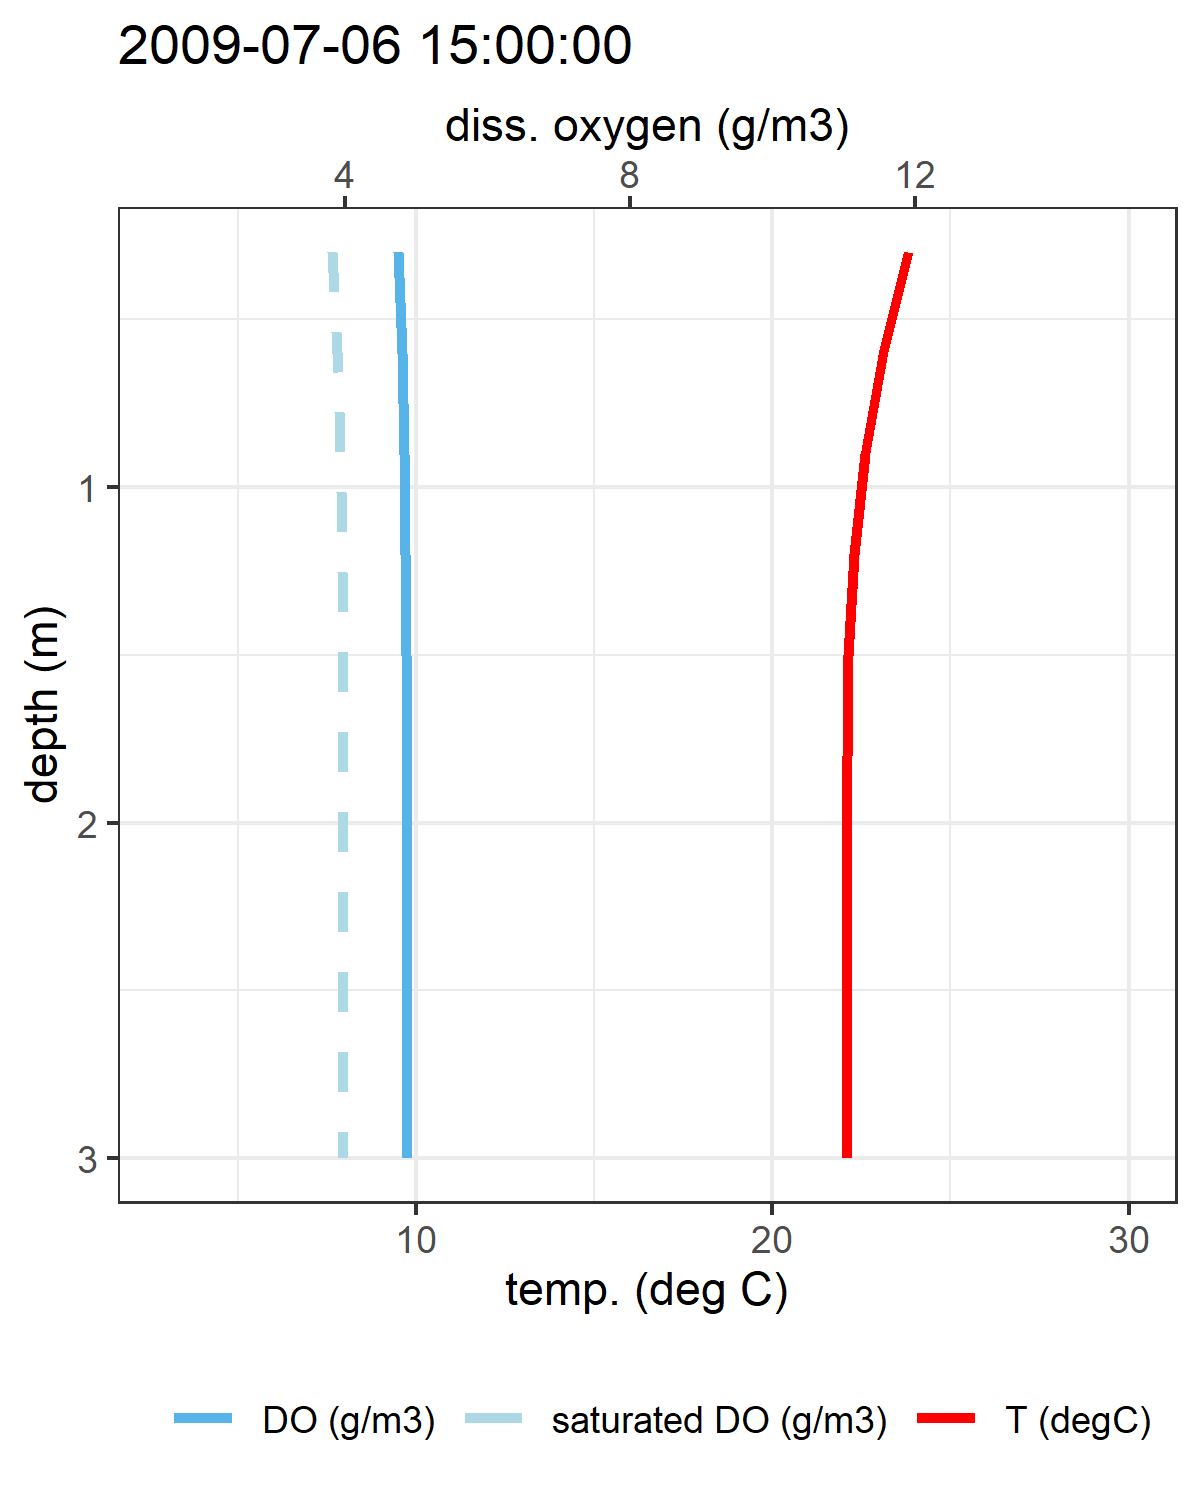 2009-07-06 15:00:00
diss. oxygen (g/m3)
4 8 12
depth (m)
1
2
3
10 20 30
temp. (deg C)
DO (g/m3) saturated DO (g/m3) T (degC)